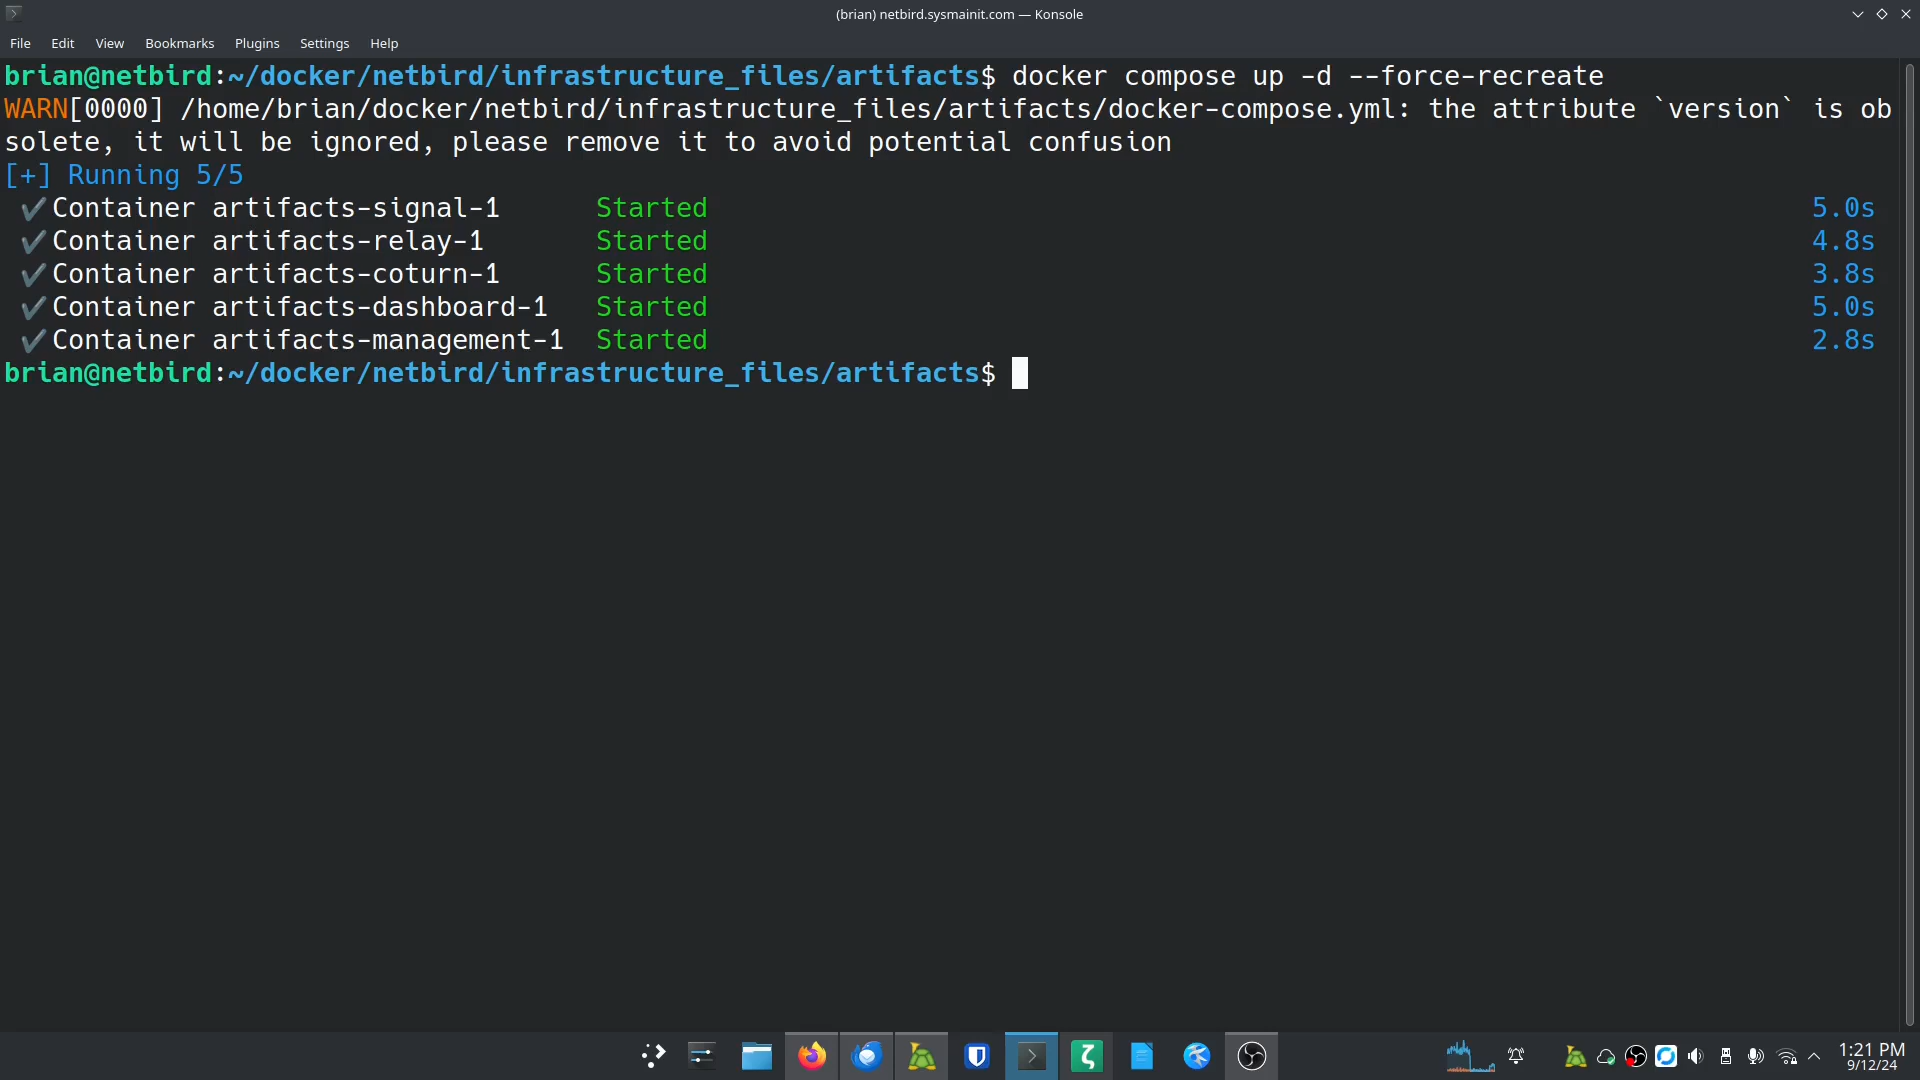 (brian) netbird.sysmainit.com — Konsole
File Edit View Bookmarks Plugins Settings Help
brian@netbird:~/docker/netbird/infrastructure_files/artifacts$ docker compose up -d --force-recreate
WARN[0000] /home/brian/docker/netbird/infrastructure_files/artifacts/docker-compose.yml: the attribute `version` is ob
solete, it will be ignored, please remove it to avoid potential confusion
[+] Running 5/5
✔Container artifacts-signal-1 Started 5.0s
✔Container artifacts-relay-1 Started 4.8s
✔Container artifacts-coturn-1 Started 3.8s
✔Container artifacts-dashboard-1 Started 5.0s
✔Container artifacts-management-1 Started 2.8s
brian@netbird:~/docker/netbird/infrastructure_files/artifacts$
1:21 PM
9/12/24